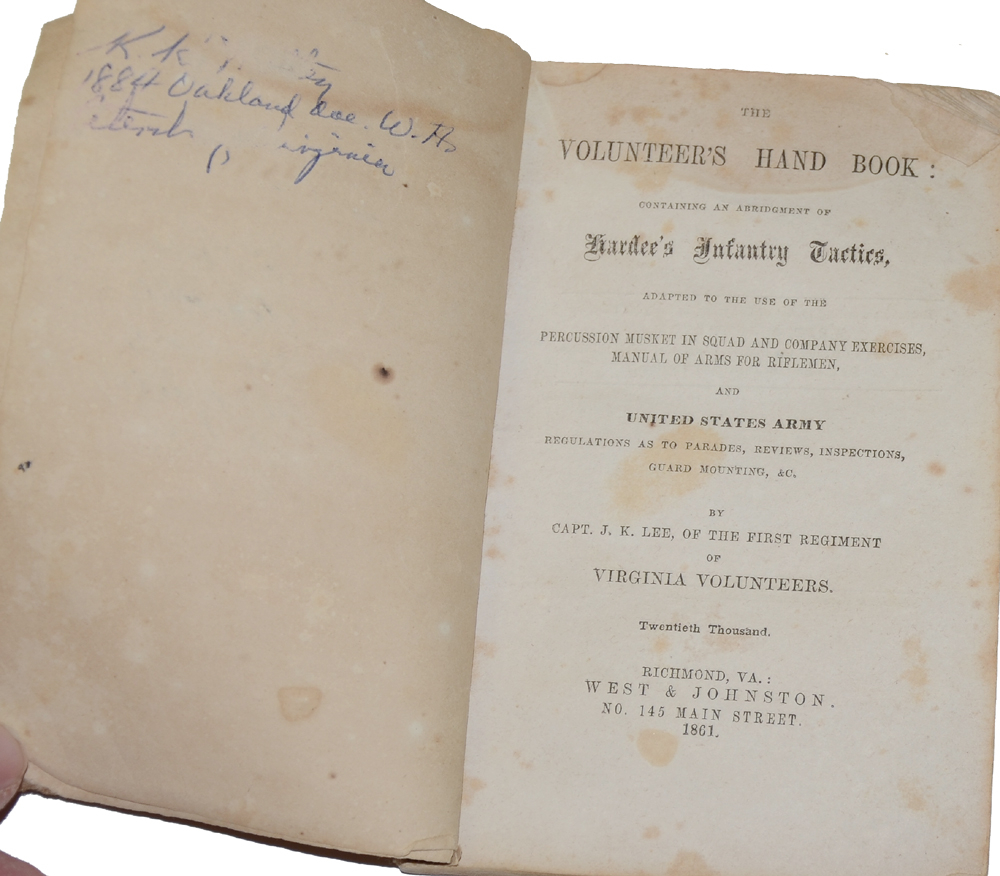 K. K.
1884 Oakland Ave. W. H.
THE
VOLUNTEER'S HAND BOOK:
CONTAINING AN ABRIDGMENT OF
Hardee's Infantry Tactics,
ADAPTED TO THE USE OF THE
PERCUSSION MUSKET IN SQUAD AND COMPANY EXERCISES,
MANUAL OF ARMS FOR RIFLEMEN,
AND
UNITED STATES ARMY
REGULATIONS AS TO PARADES, REVIEWS, INSPECTIONS,
GUARD MOUNTING, &C.
BY
CAPT. J. K. LEE, OF THE FIRST REGIMENT
OF
VIRGINIA VOLUNTEERS.
Twentieth Thousand.
RICHMOND, VA.:
WEST & JOHNSTON.
NO. 145 MAIN STREET.
1861.